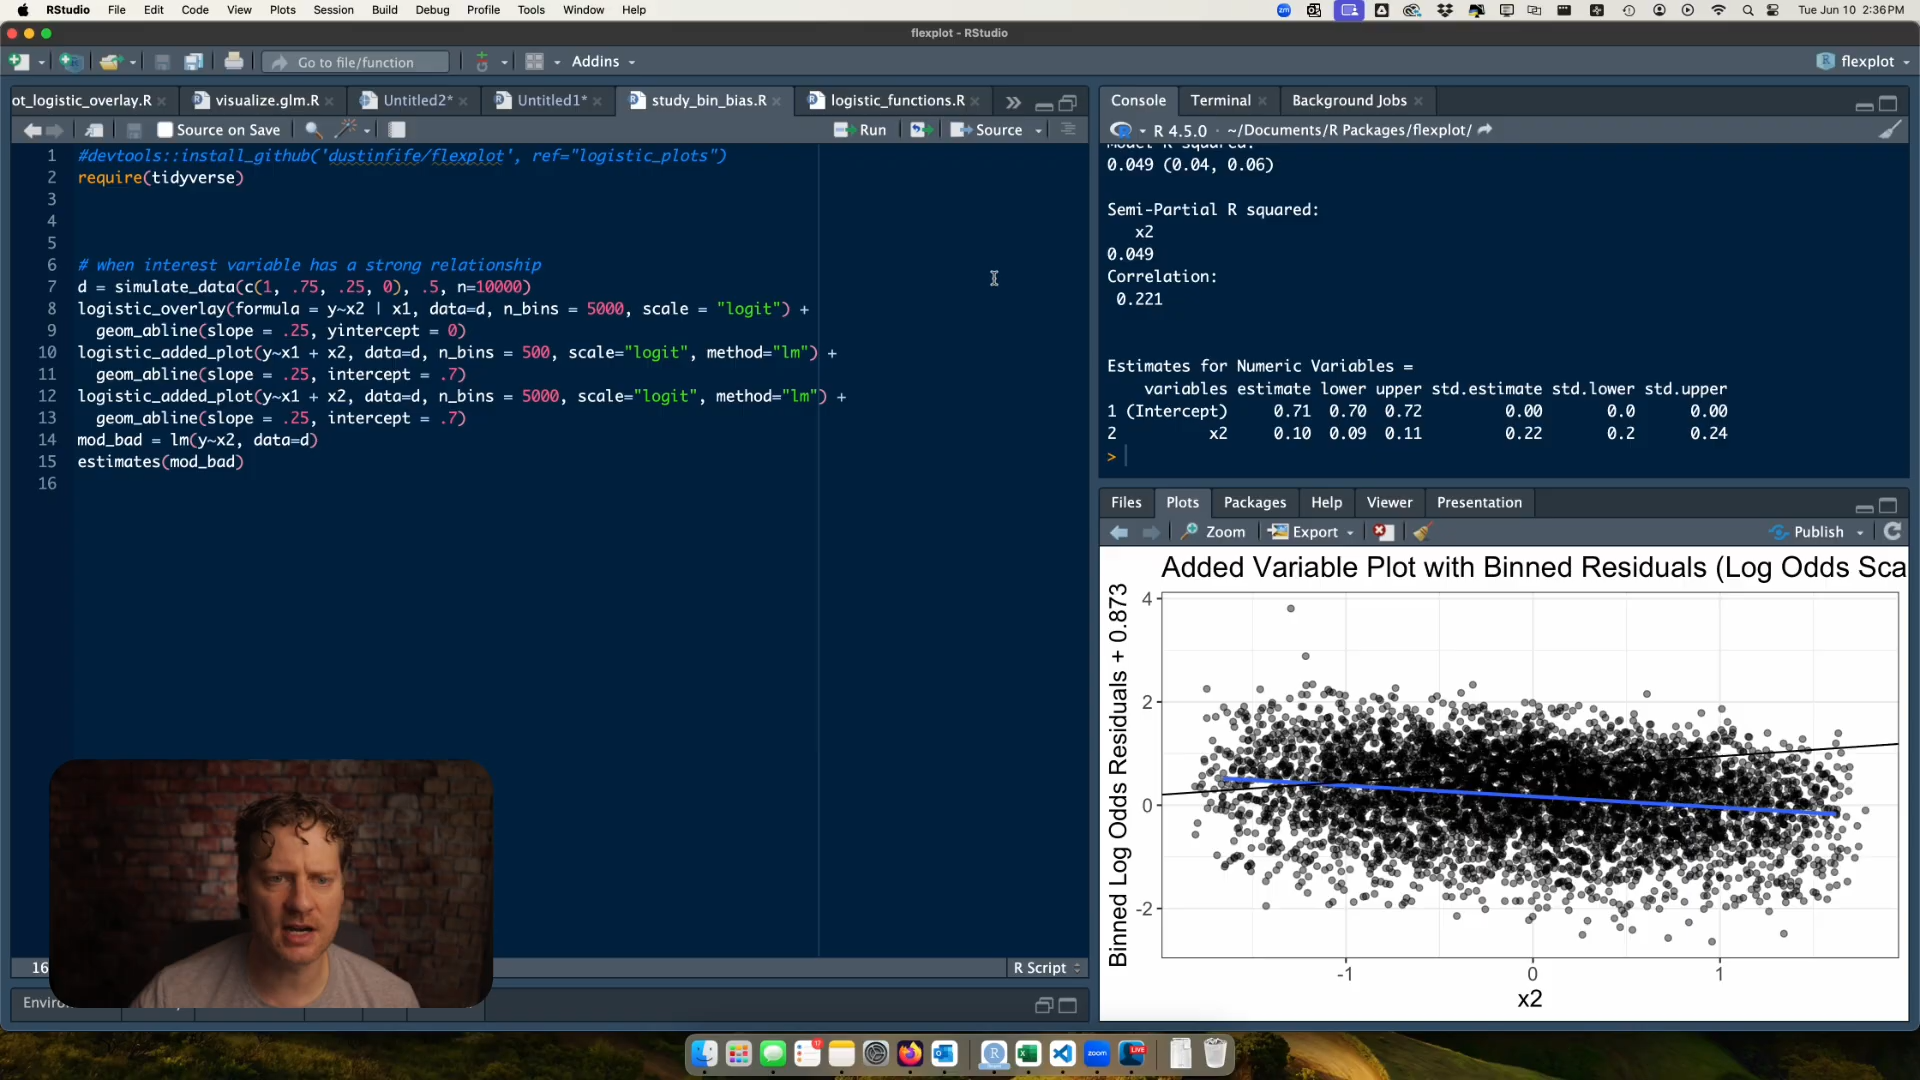 RStudio File Edit Code View Plots Session Build Debug Profile Tools Window Help
Tue Jun 10 2:36 PM
flexplot - RStudio
Go to file/function
Addins
flexplot
ot_logistic_overlay.R
visualize.glm.R
Untitled2*
Untitled1*
study_bin_bias.R
logistic_functions.R
Source on Save
Run
Source
1 #devtools::install_github('dustinfife/flexplot', ref="logistic_plots")
2 require(tidyverse)
3
4
5
6 # when interest variable has a strong relationship
7 d = simulate_data(c(1, .75, .25, 0), .5, n=10000)
8 logistic_overlay(formula = y~x2 | x1, data=d, n_bins = 5000, scale = "logit") +
9 geom_abline(slope = .25, yintercept = 0)
10 logistic_added_plot(y~x1 + x2, data=d, n_bins = 500, scale="logit", method="lm") +
11 geom_abline(slope = .25, intercept = .7)
12 logistic_added_plot(y~x1 + x2, data=d, n_bins = 5000, scale="logit", method="lm") +
13 geom_abline(slope = .25, intercept = .7)
14 mod_bad = lm(y~x2, data=d)
15 estimates(mod_bad)
16
16
R Script
Console Terminal Background Jobs
R 4.5.0 · ~/Documents/R Packages/flexplot/
Model R squared:
0.049 (0.04, 0.06)
Semi-Partial R squared:
x2
0.049
Correlation:
0.221
Estimates for Numeric Variables =
variables estimate lower upper std.estimate std.lower std.upper
1 (Intercept) 0.71 0.70 0.72 0.00 0.0 0.00
2 x2 0.10 0.09 0.11 0.22 0.2 0.24
>
Files Plots Packages Help Viewer Presentation
Zoom Export Publish
Added Variable Plot with Binned Residuals (Log Odds Sca
Binned Log Odds Residuals + 0.873
4
2
0
-2
-1 0 1
x2
zoom
LIVE
17